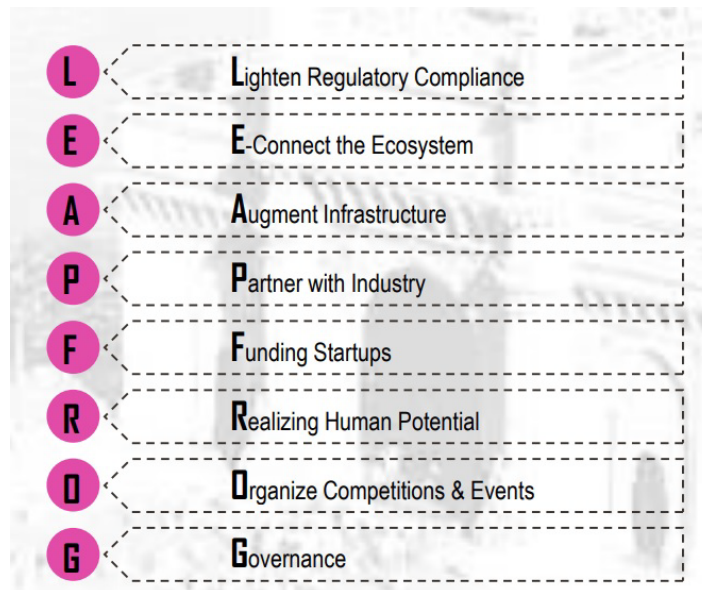 L Lighten Regulatory Compliance
E E-Connect the Ecosystem
A Augment Infrastructure
P Partner with Industry
F Funding Startups
R Realizing Human Potential
O Organize Competitions & Events
G Governance